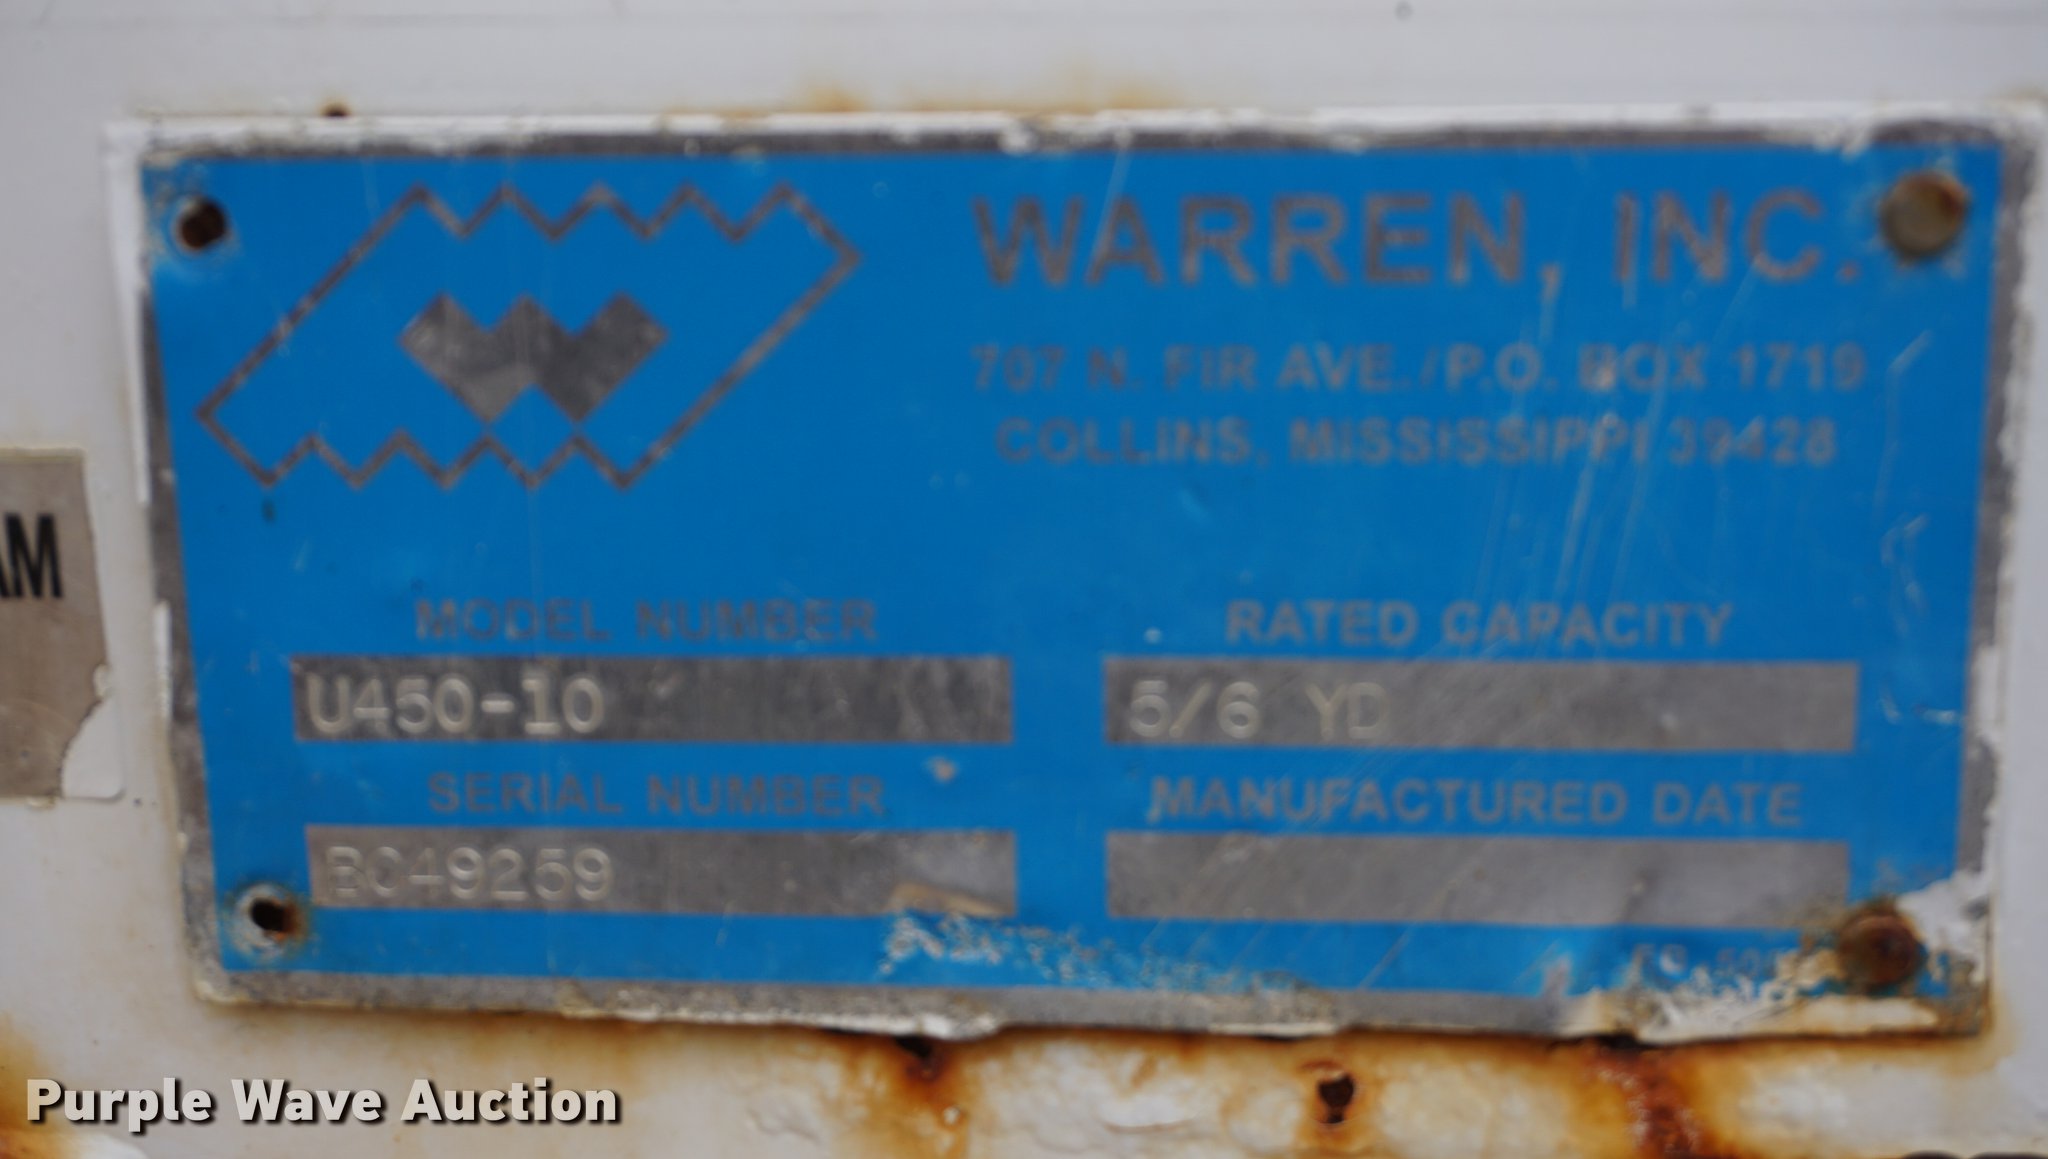 WARREN, INC.
707 N. FIR AVE./P.O. BOX 1719
COLLINS, MISSISSIPPI 39428
AM
MODEL NUMBER
U450-10
RATED CAPACITY
5/6 YD
SERIAL NUMBER
BC49259
MANUFACTURED DATE
Purple Wave Auction